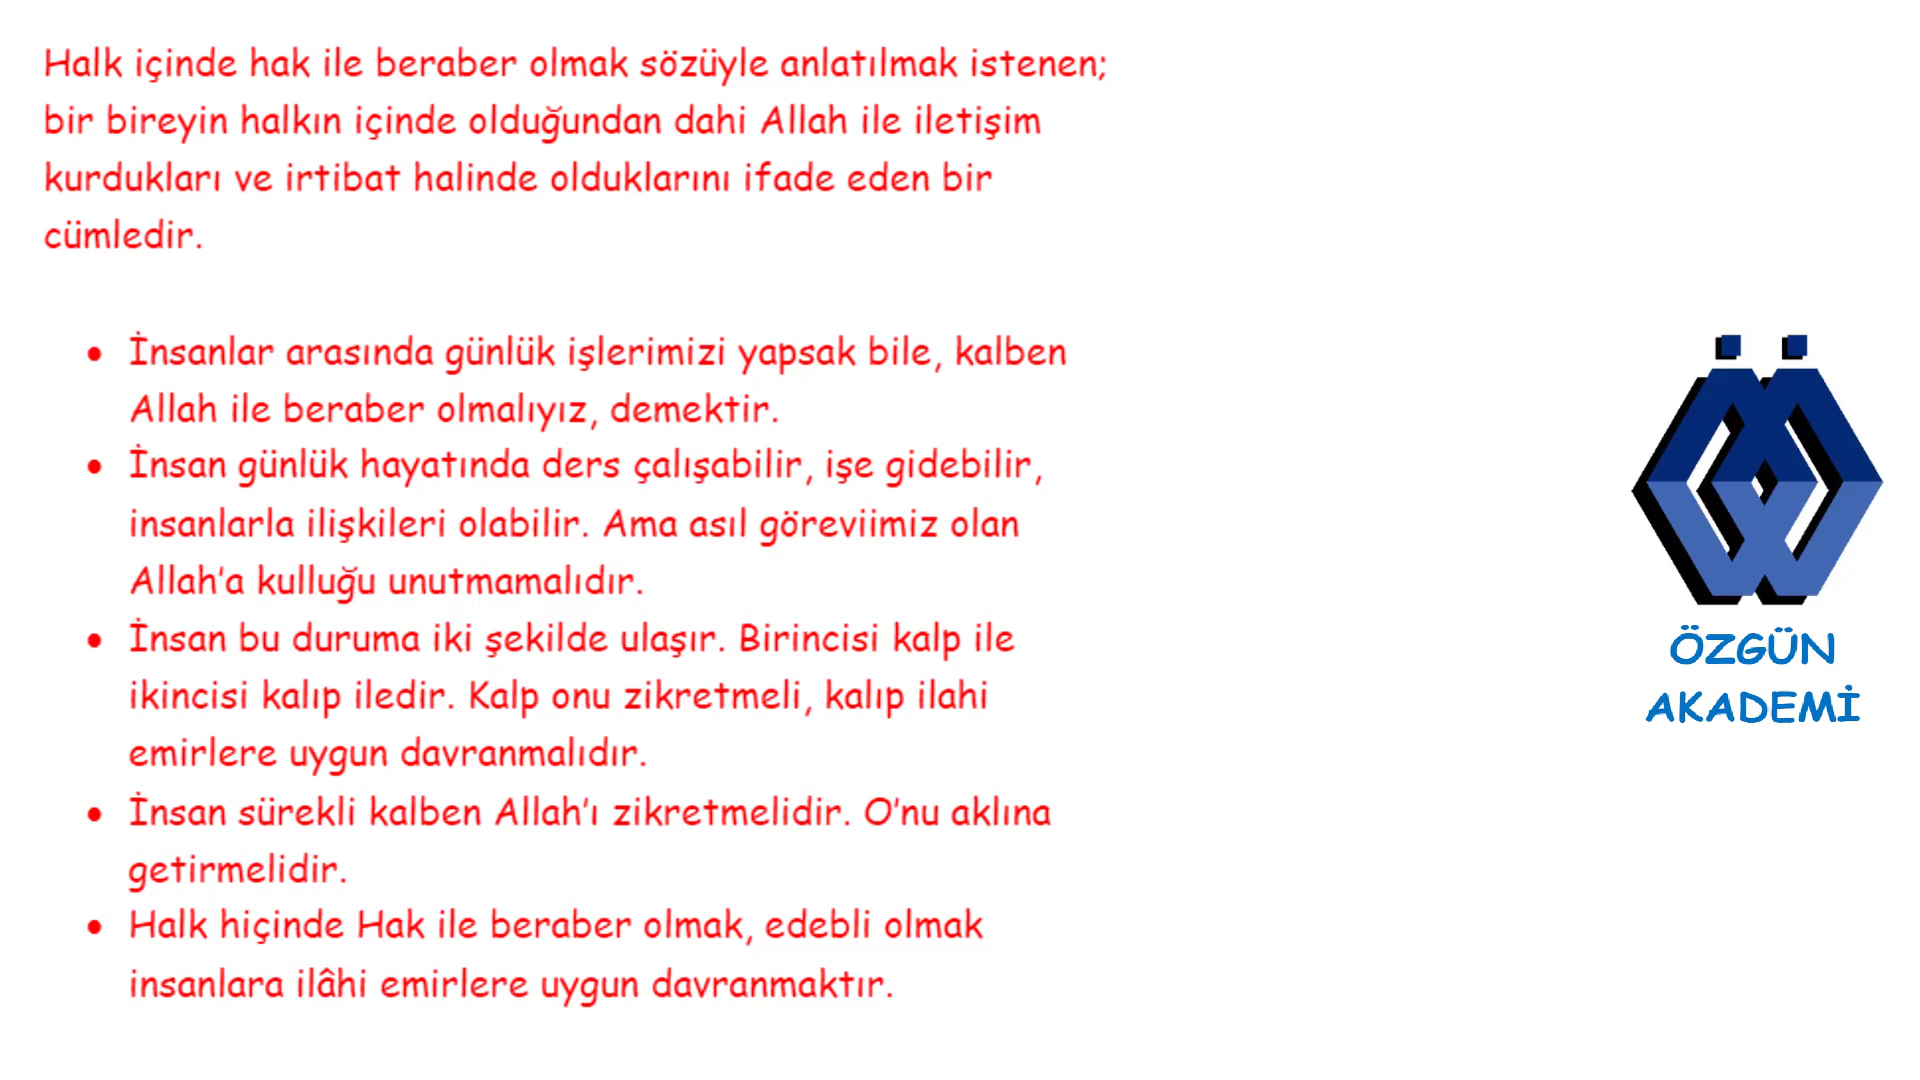 Halk içinde hak ile beraber olmak sözüyle anlatılmak istenen;
bir bireyin halkın içinde olduğundan dahi Allah ile iletişim
kurdukları ve irtibat halinde olduklarını ifade eden bir
cümledir.
• İnsanlar arasında günlük işlerimizi yapsak bile, kalben
Allah ile beraber olmalıyız, demektir.
• İnsan günlük hayatında ders çalışabilir, işe gidebilir,
insanlarla ilişkileri olabilir. Ama asıl göreviimiz olan
Allah'a kulluğu unutmamalıdır.
• İnsan bu duruma iki şekilde ulaşır. Birincisi kalp ile
ikincisi kalıp iledir. Kalp onu zikretmeli, kalıp ilahi
emirlere uygun davranmalıdır.
• İnsan sürekli kalben Allah'ı zikretmelidir. O'nu aklına
getirmelidir.
• Halk hiçinde Hak ile beraber olmak, edebli olmak
insanlara ilâhi emirlere uygun davranmaktır.
ÖZGÜN
AKADEMİ